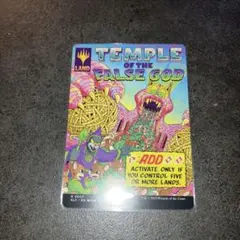 LAND
TEMPLE
OF THE
FALSE GOD
ADD
ACTIVATE ONLY IF
YOU CONTROL FIVE
OR MORE LANDS.